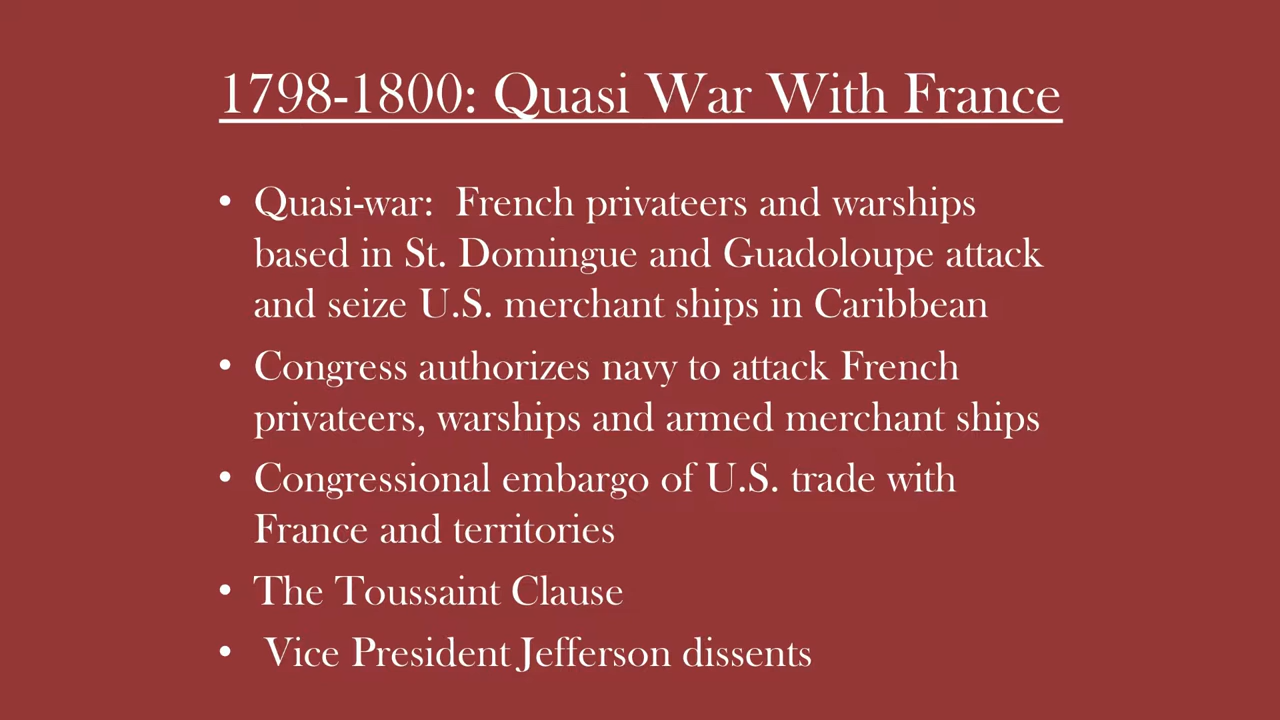 1798-1800: Quasi War With France
• Quasi-war:  French privateers and warships
based in St. Domingue and Guadoloupe attack
and seize U.S. merchant ships in Caribbean
• Congress authorizes navy to attack French
privateers, warships and armed merchant ships
• Congressional embargo of U.S. trade with
France and territories
• The Toussaint Clause
• Vice President Jefferson dissents